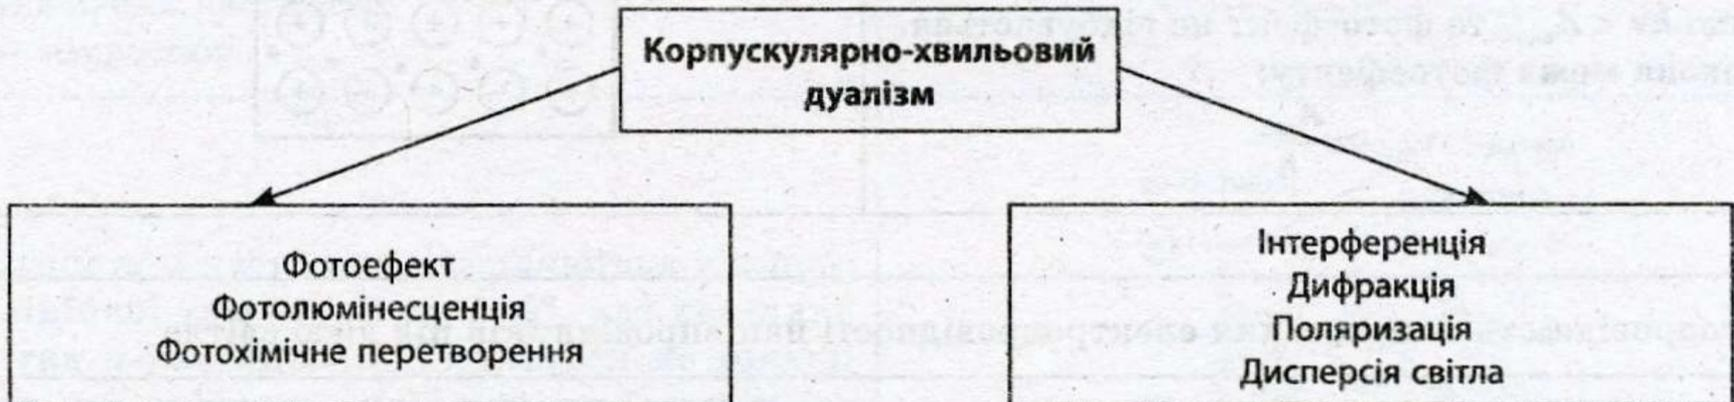 Корпускулярно-хвильовий
дуалізм
Фотоефект
Фотолюмінесценція
Фотохімічне перетворення
Інтерференція
Дифракція
Поляризація
Дисперсія світла